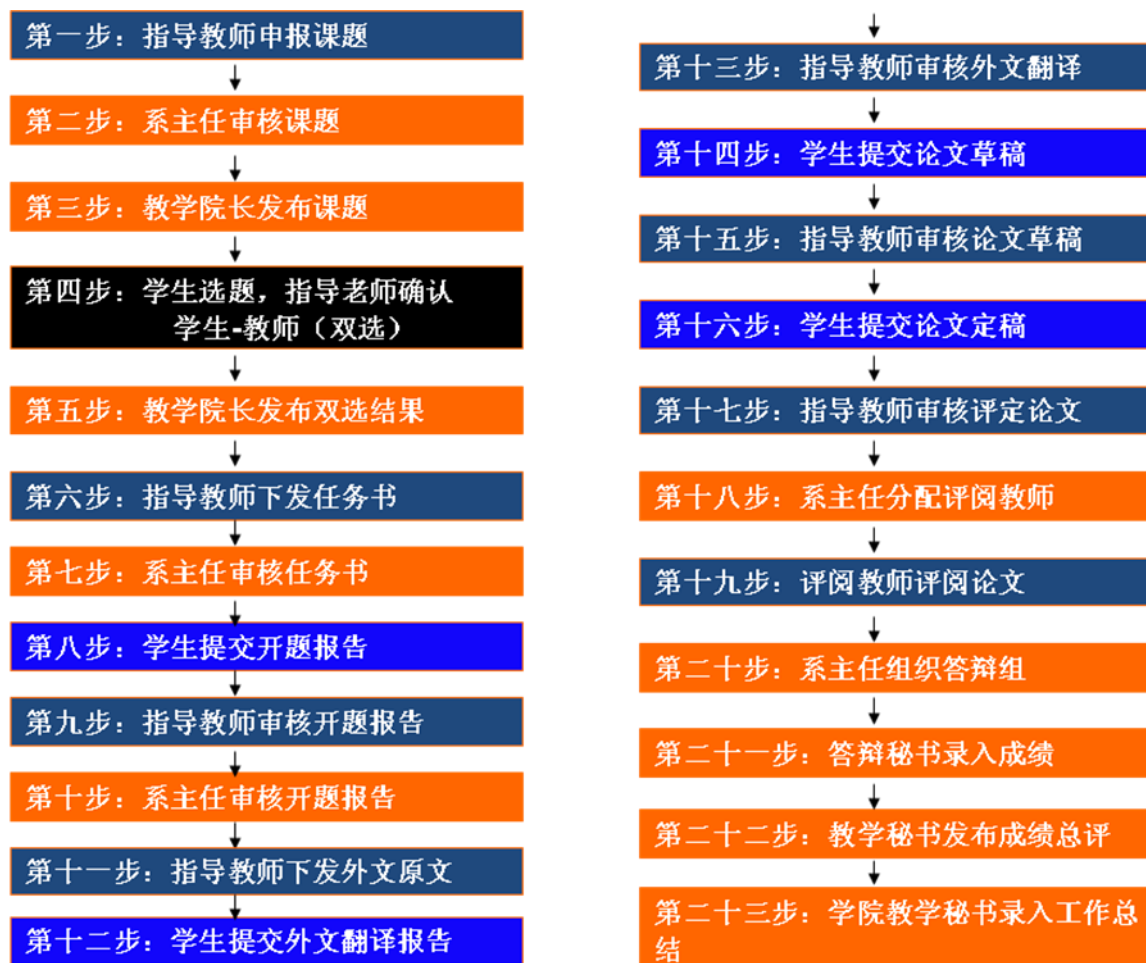 第一步：指导教师申报课题
第二步：系主任审核课题
第三步：教学院长发布课题
第四步：学生选题，指导老师确认
学生-教师（双选）
第五步：教学院长发布双选结果
第六步：指导教师下发任务书
第七步：系主任审核任务书
第八步：学生提交开题报告
第九步：指导教师审核开题报告
第十步：系主任审核开题报告
第十一步：指导教师下发外文原文
第十二步：学生提交外文翻译报告
第十三步：指导教师审核外文翻译
第十四步：学生提交论文草稿
第十五步：指导教师审核论文草稿
第十六步：学生提交论文定稿
第十七步：指导教师审核评定论文
第十八步：系主任分配评阅教师
第十九步：评阅教师评阅论文
第二十步：系主任组织答辩组
第二十一步：答辩秘书录入成绩
第二十二步：教学秘书发布成绩总评
第二十三步：学院教学秘书录入工作总
结